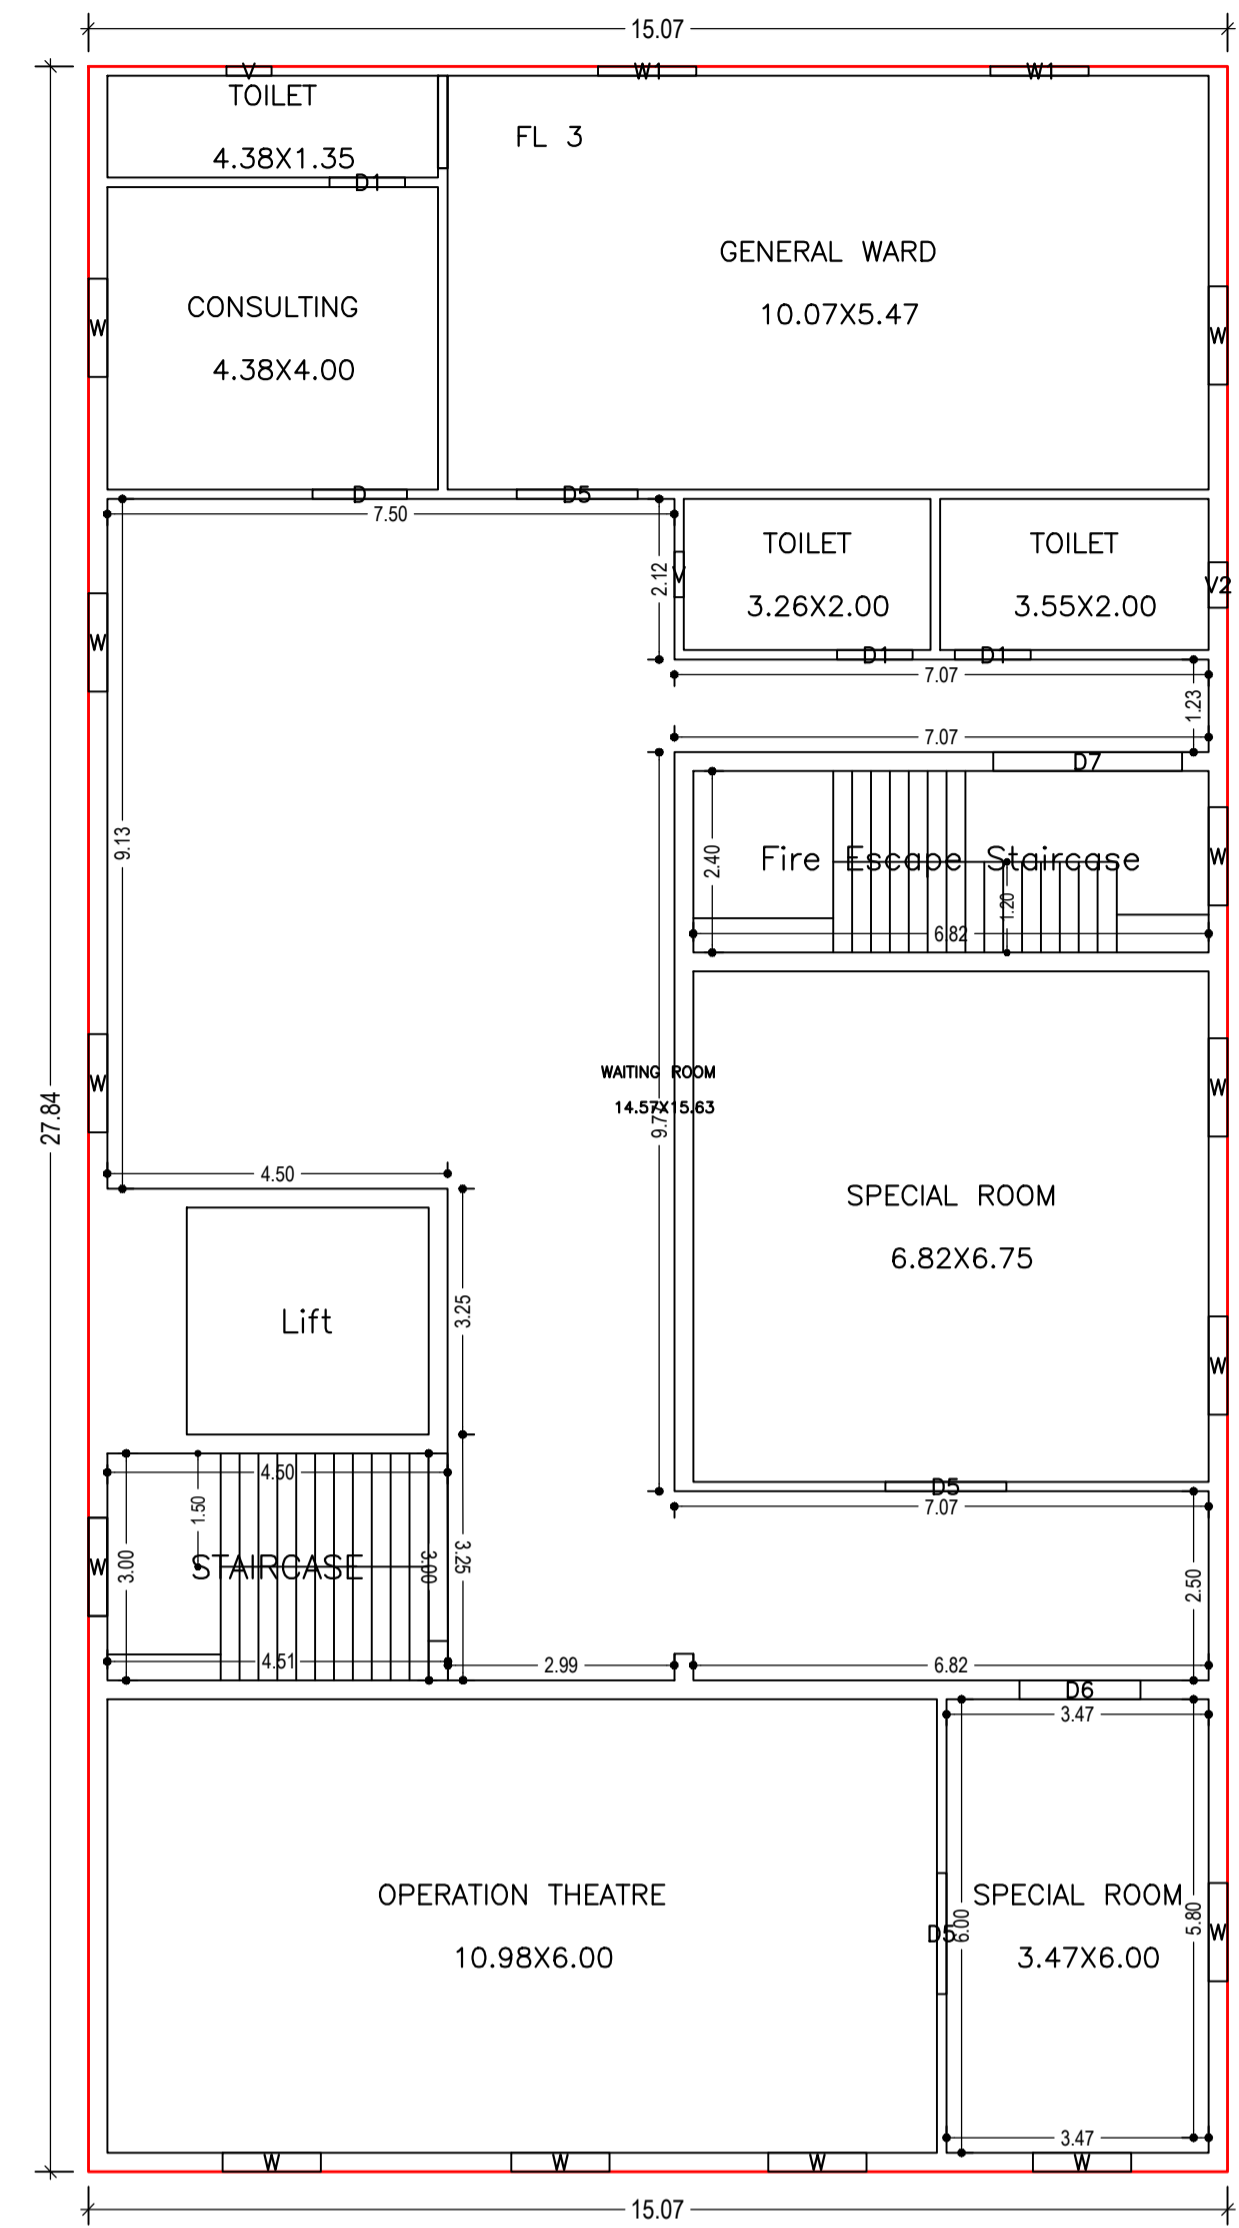 15.07
V
W1
W1
TOILET
4.38X1.35
FL 3
D1
GENERAL WARD
10.07X5.47
CONSULTING
4.38X4.00
W
W
D
D5
7.50
2.12
V
TOILET
3.26X2.00
TOILET
3.55X2.00
V2
W
D1
D1
7.07
1.23
7.07
D7
9.13
2.40
Fire Escape Staircase
W
1.20
6.82
WAITING ROOM
14.57X15.63
9.77
W
W
27.84
4.50
SPECIAL ROOM
6.82X6.75
Lift
3.25
W
4.50
D5
7.07
1.50
W
3.00
STAIRCASE
3.00
3.25
2.50
4.51
2.99
6.82
D6
3.47
OPERATION THEATRE
10.98X6.00
D5
6.00
SPECIAL ROOM
3.47X6.00
5.80
W
3.47
W
W
W
W
15.07